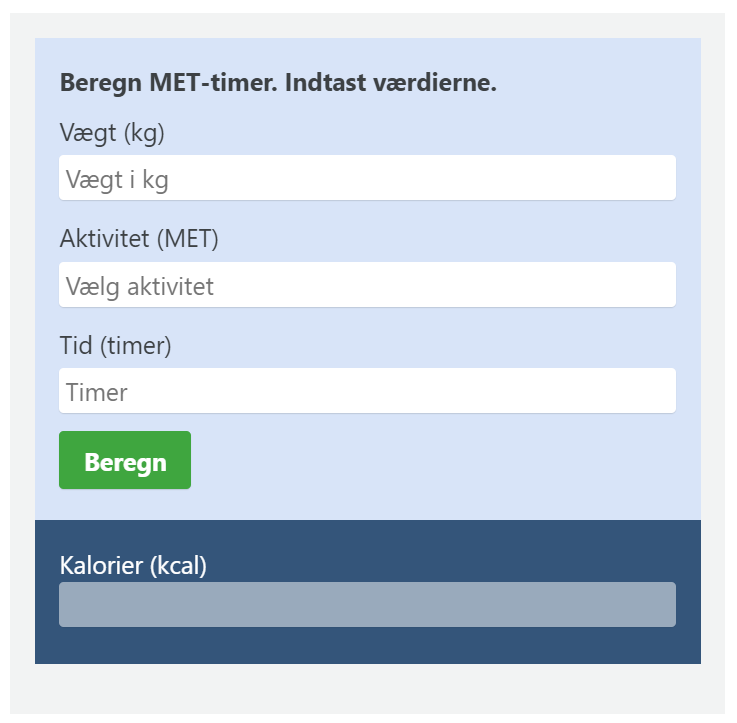 Beregn MET-timer. Indtast værdierne.
Vægt (kg)
Vægt i kg
Aktivitet (MET)
Vælg aktivitet
Tid (timer)
Timer
Beregn
Kalorier (kcal)